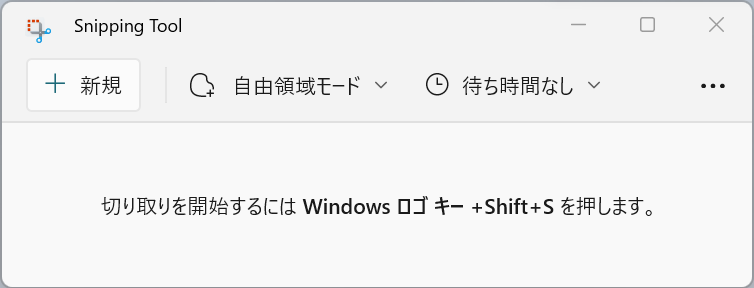 Snipping Tool
新規 自由領域モード 待ち時間なし
切り取りを開始するには Windows ロゴ キー +Shift+S を押します。